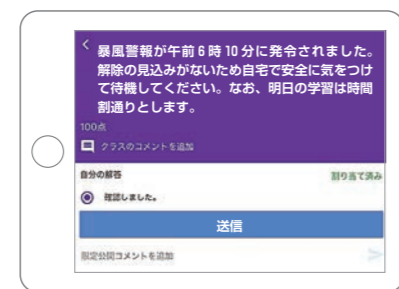 暴風警報が午前6時10分に発令されました。
解除の見込みがないため自宅で安全に気をつけ
て待機してください。なお、明日の学習は時間
割通りとします。
100点
クラスのコメントを追加
自分の解答 割り当て済み
確認しました。
送信
限定公開コメントを追加